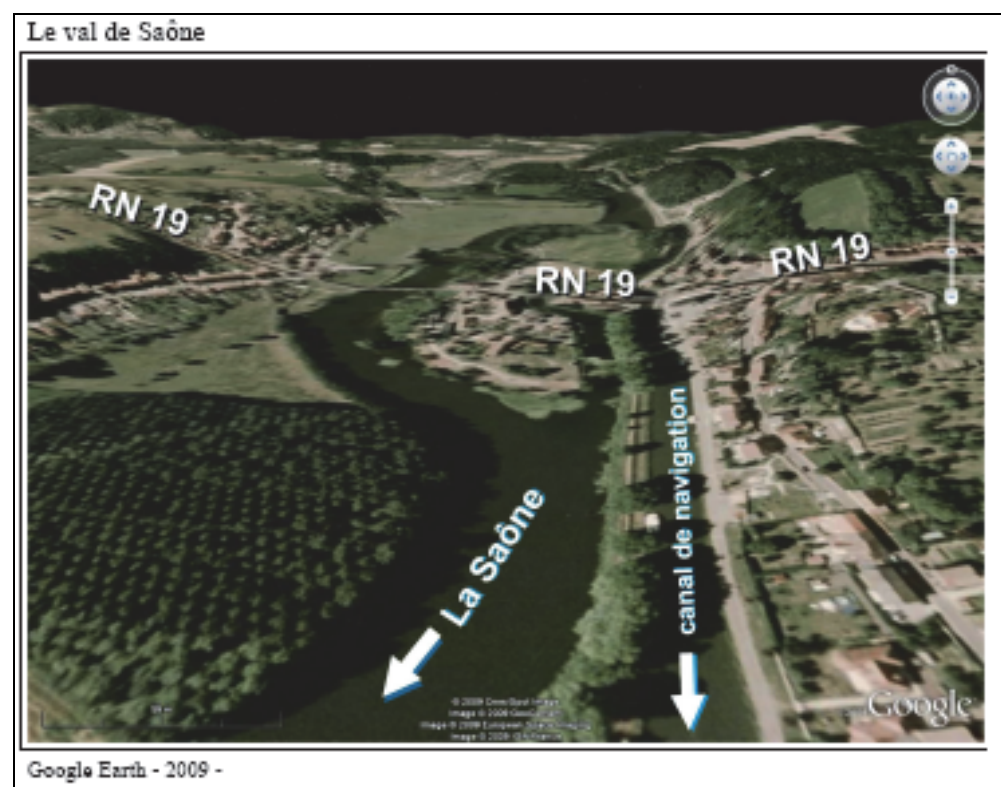 Le val de Saône
RN 19
RN 19
RN 19
canal de navigation
La Saône
Google
Google Earth - 2009 -